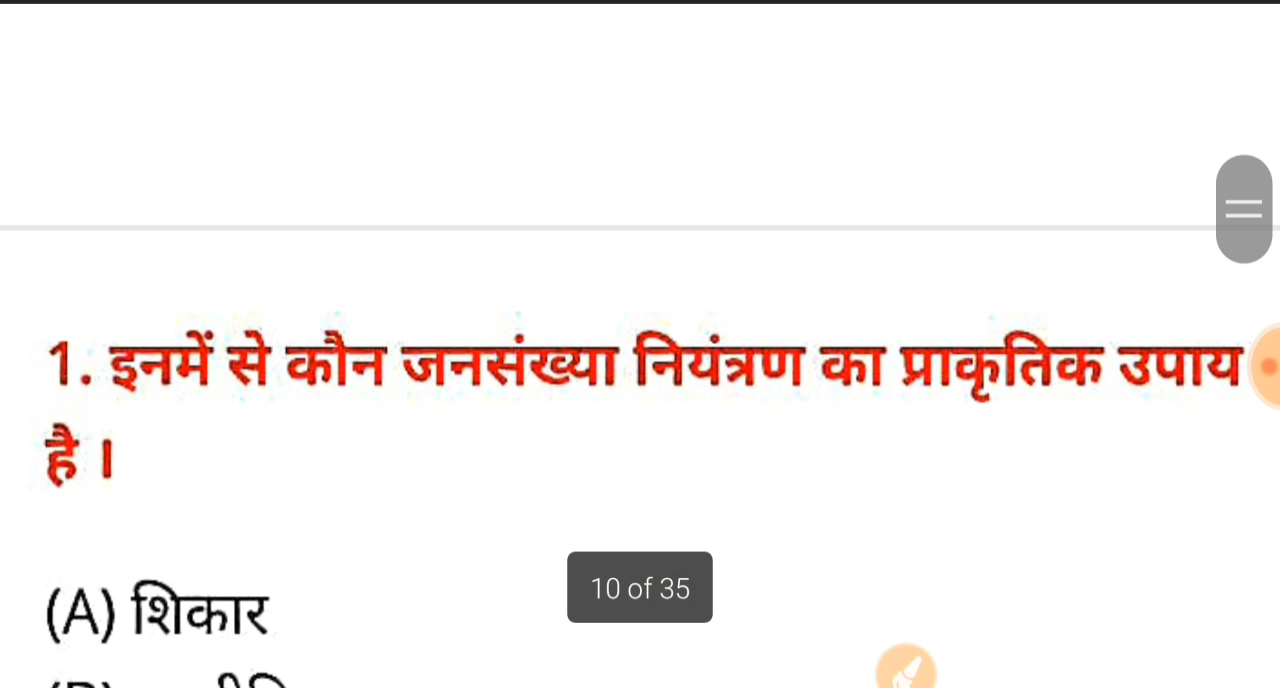 1. इनमें से कौन जनसंख्या नियंत्रण का प्राकृतिक उपाय
है ।
10 of 35
(A) शिकार